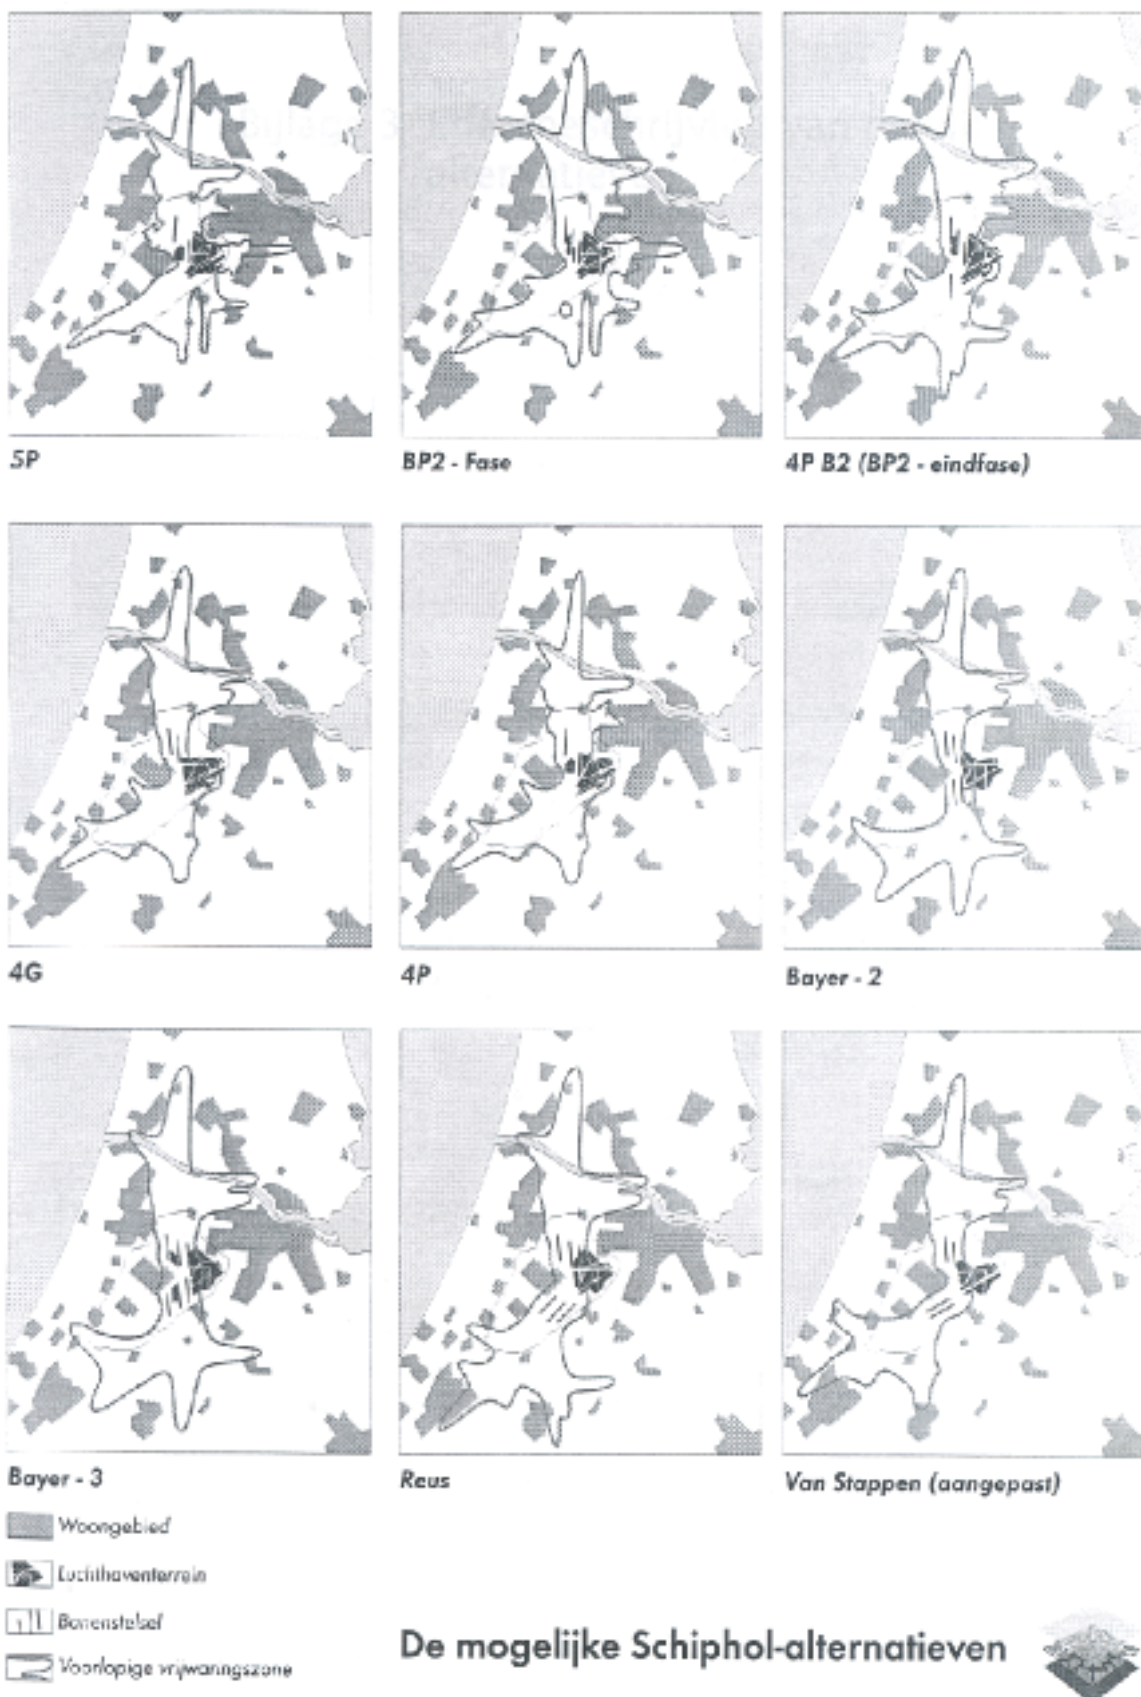 5P
BP2 - Fase
4P B2 (BP2 - eindfase)
4G
4P
Bayer - 2
Bayer - 3
Reus
Van Stappen (aangepast)
Woongebied
Luchthaventerrein
Banenstelsel
Voorlopige vrijwaringszone
De mogelijke Schiphol-alternatieven